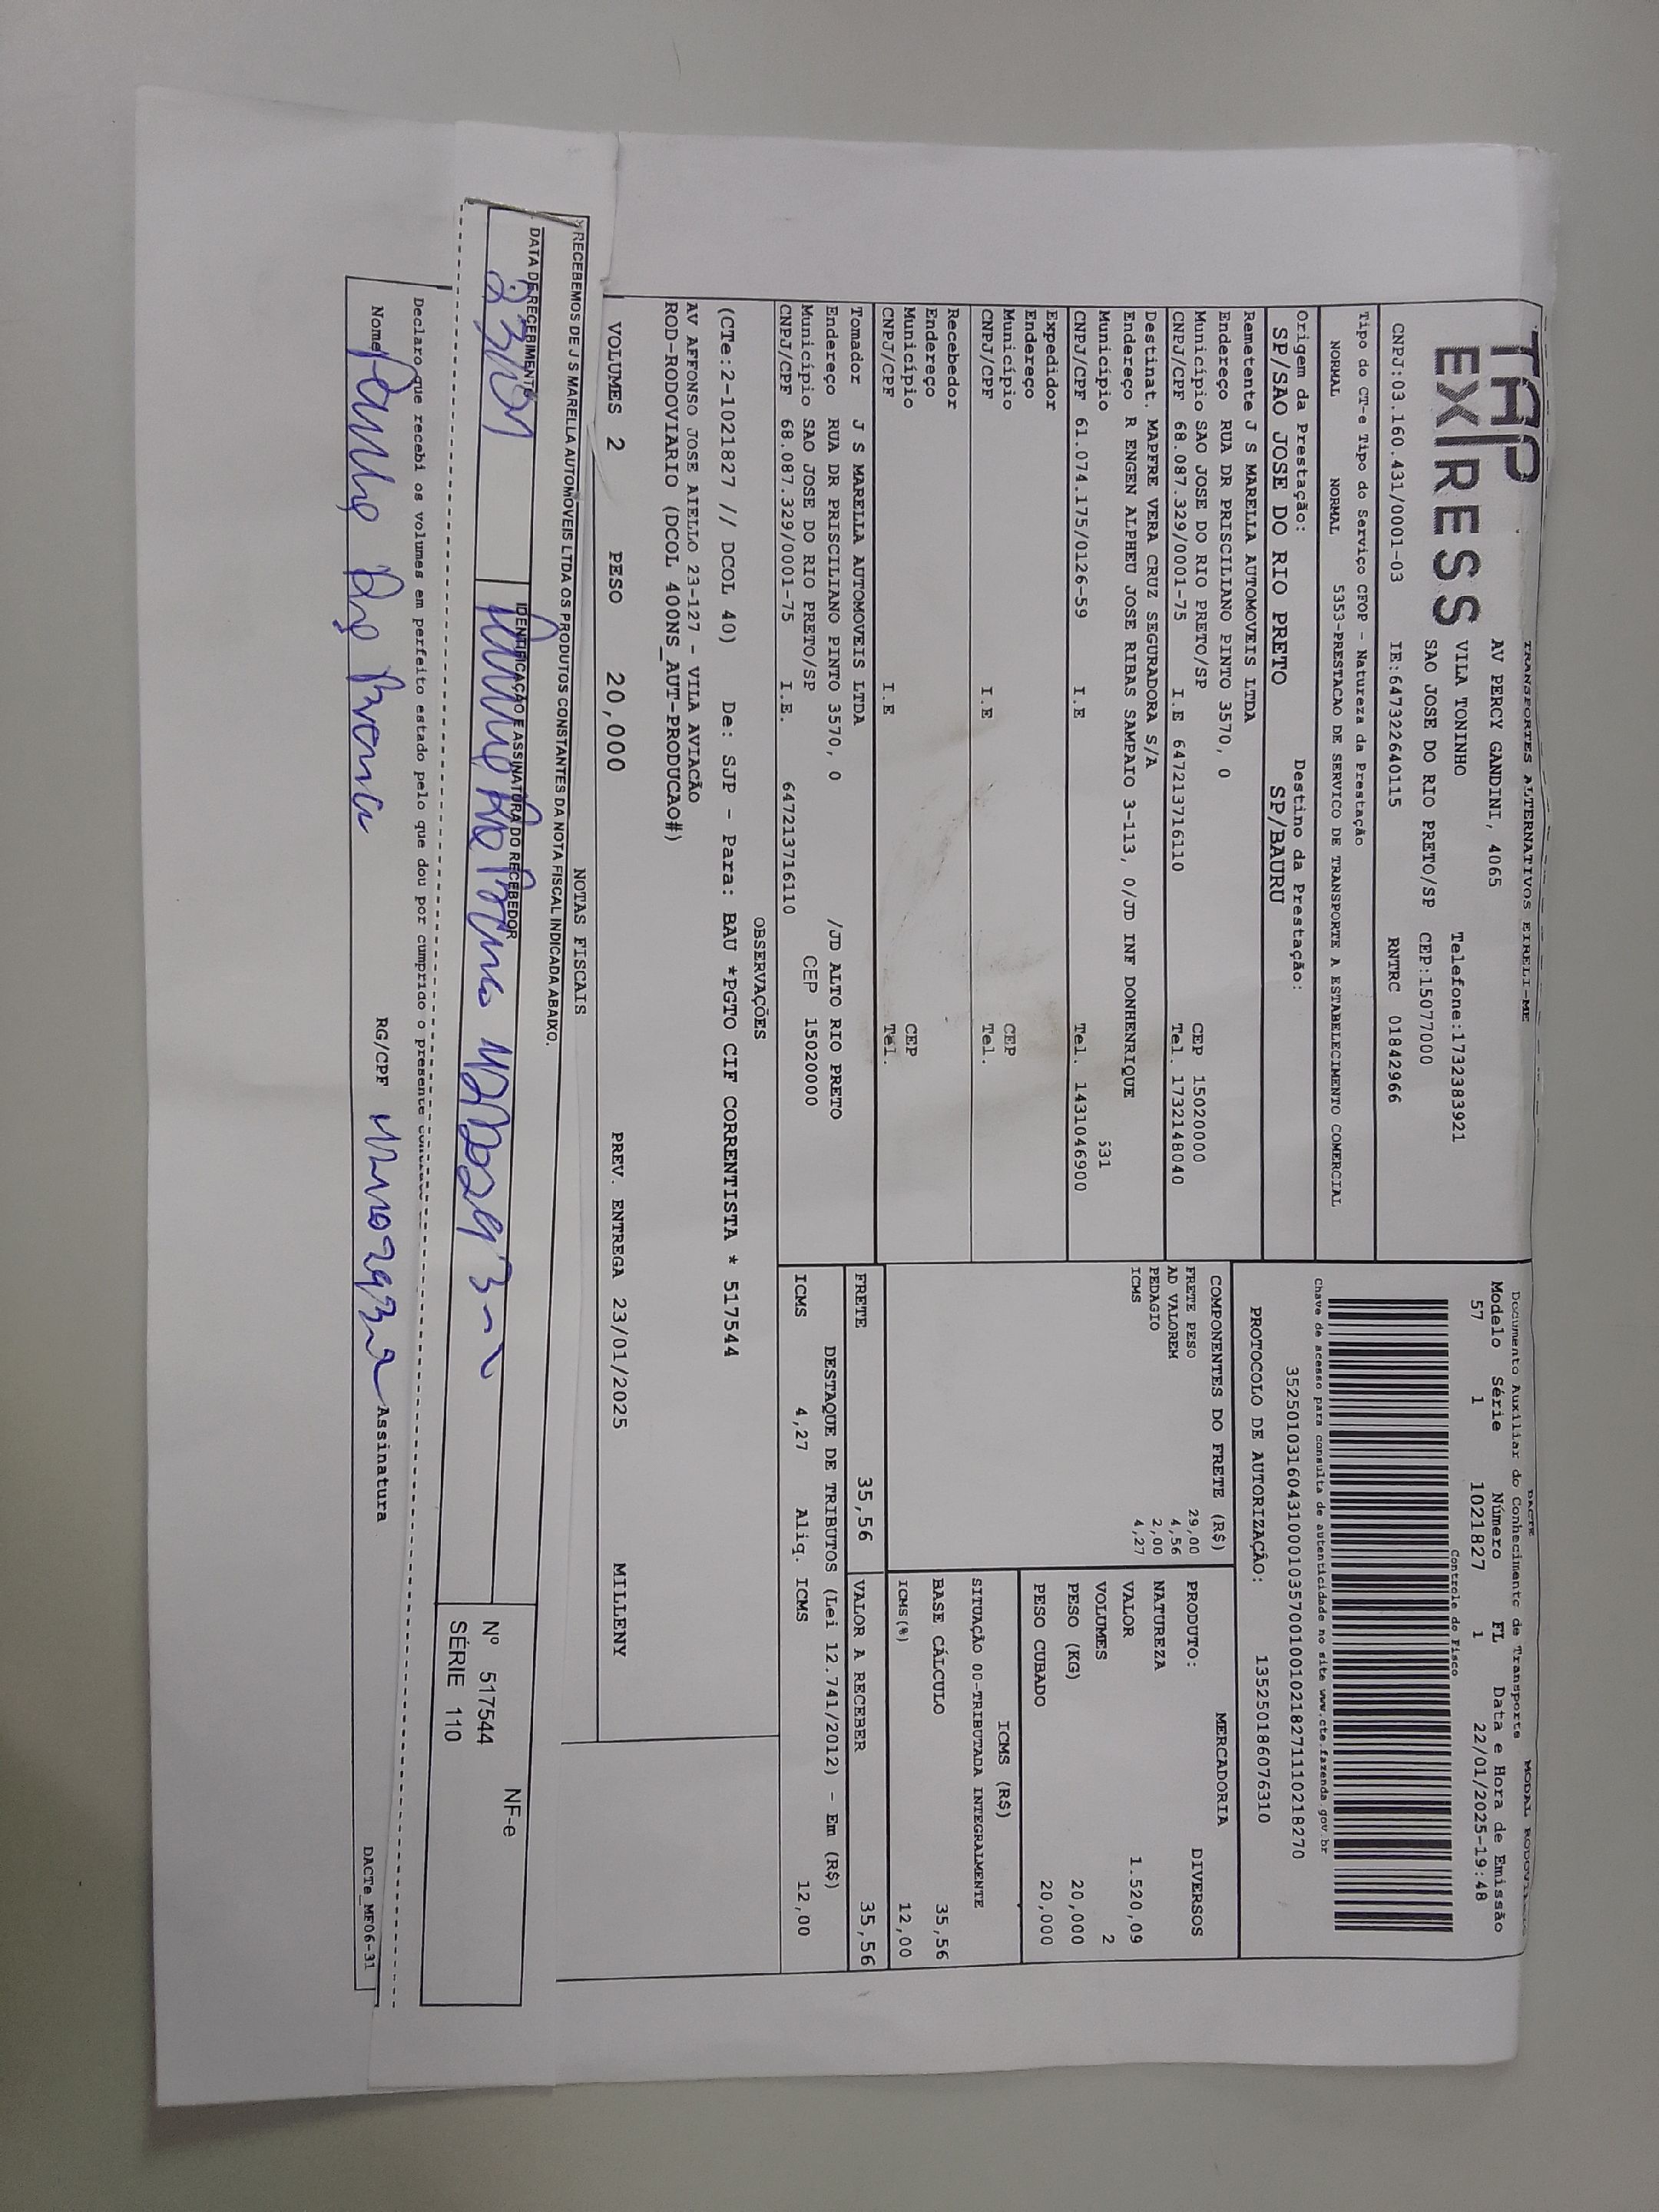 TRANSPORTES ALTERNATIVOS EIRELI-ME
TAP
EXPRESS
AV PERCY GANDINI, 4065
VILA TONINHO Telefone:1732383921
SAO JOSE DO RIO PRETO/SP CEP:15077000
CNPJ:03.160.431/0001-03 IE:647322640115 RNTRC 01842966
Tipo do CT-e Tipo do Serviço CFOP - Natureza da Prestação
NORMAL NORMAL 5353-PRESTACAO DE SERVICO DE TRANSPORTE A ESTABELECIMENTO COMERCIAL
Origem da Prestação: Destino da Prestação:
SP/SAO JOSE DO RIO PRETO SP/BAURU
Remetente J S MARELLA AUTOMOVEIS LTDA
Endereço RUA DR PRISCILIANO PINTO 3570, 0
Município SAO JOSE DO RIO PRETO/SP CEP 15020000
CNPJ/CPF 68.087.329/0001-75 I.E 647213716110 Tel. 1732148040
Destinat. MAPFRE VERA CRUZ SEGURADORA S/A
Endereço R ENGEN ALPHEU JOSE RIBAS SAMPAIO 3-113, 0/JD INF DONHENRIQUE
Município 531
CNPJ/CPF 61.074.175/0126-59 I.E Tel. 1431046900
Expedidor
Endereço
Município CEP
CNPJ/CPF I.E Tel.
Recebedor
Endereço
Município CEP
CNPJ/CPF I.E Tel.
Tomador J S MARELLA AUTOMOVEIS LTDA
Endereço RUA DR PRISCILIANO PINTO 3570, 0 /JD ALTO RIO PRETO
Município SAO JOSE DO RIO PRETO/SP CEP 15020000
CNPJ/CPF 68.087.329/0001-75 I.E. 647213716110
DACTE MODAL
Documento Auxiliar do Conhecimento de Transporte
Modelo Série Número FL Data e Hora de Emissão
57 1 1021827 1 22/01/2025-19:48
Controle do Fisco
Chave de acesso para consulta de autenticidade no site www.cte.fazenda.gov.br
35250103160431000103570010010218271110218270
PROTOCOLO DE AUTORIZAÇÃO: 135250186076310
COMPONENTES DO FRETE (R$)
FRETE PESO 29,00
AD VALOREM 4,56
PEDAGIO 2,00
ICMS 4,27
MERCADORIA
PRODUTO: DIVERSOS
NATUREZA
VALOR 1.520,09
VOLUMES 2
PESO (KG) 20,000
PESO CUBADO 20,000
ICMS (R$)
SITUAÇÃO 00-TRIBUTADA INTEGRALMENTE
BASE CÁLCULO 35,56
ICMS(%) 12,00
FRETE 35,56 VALOR A RECEBER 35,56
DESTAQUE DE TRIBUTOS (Lei 12.741/2012) - Em (R$)
ICMS 4,27 Aliq. ICMS 12,00
OBSERVAÇÕES
(CTe:2-1021827 // DCOL 40) De: SJP - Para: BAU *PGTO CIF CORRENTISTA * 517544
AV AFFONSO JOSE AIELLO 23-127 - VILA AVIAÇÃO
ROD-RODOVIARIO (DCOL 400NS_AUT-PRODUCAO#)
VOLUMES 2 PESO 20,000 PREV. ENTREGA 23/01/2025 MILLENY
NOTAS FISCAIS
RECEBEMOS DE J S MARELLA AUTOMOVEIS LTDA OS PRODUTOS CONSTANTES DA NOTA FISCAL INDICADA ABAIXO.
DATA DE RECEBIMENTO IDENTIFICAÇÃO E ASSINATURA DO RECEBEDOR
NF-e
Nº 517544
SÉRIE 110
Declaro que recebi os volumes em perfeito estado pelo que dou por cumprido o presente
Nome RG/CPF Assinatura
DACTe_MF06-31